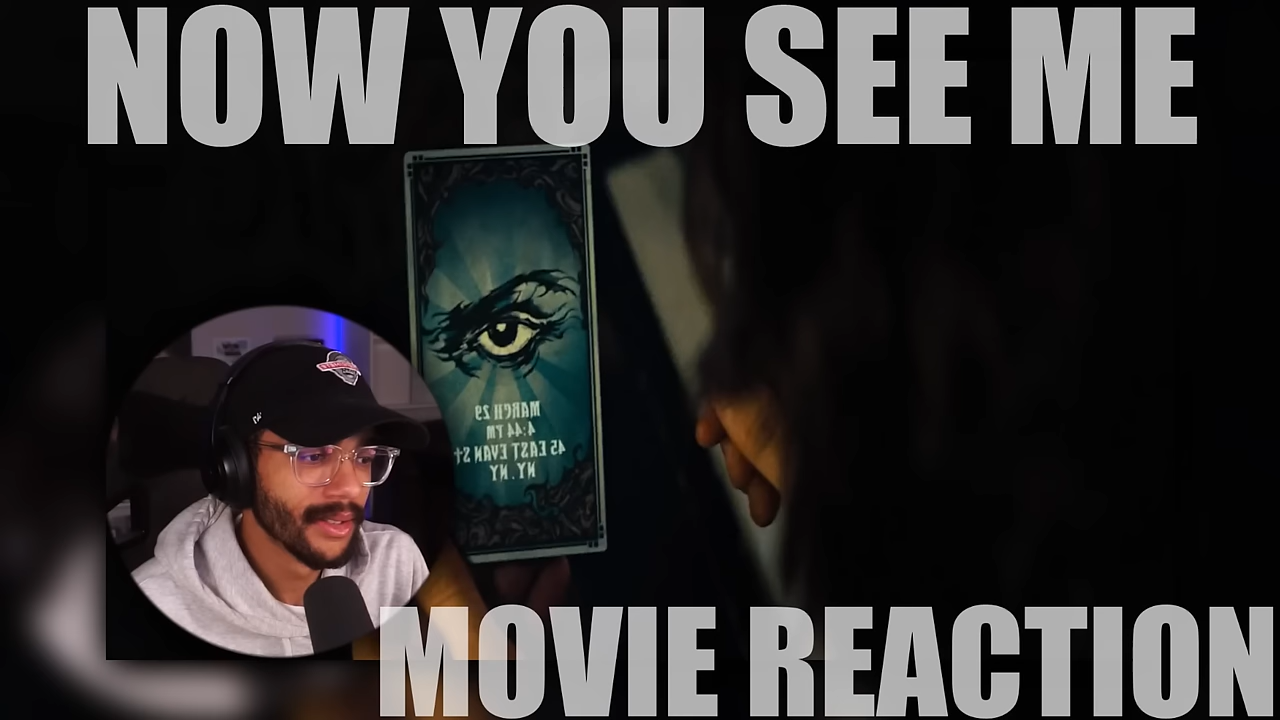 NOW YOU SEE ME
MARCH 29
4:44 PM
45 EAST EVAN St
NY. NY
MOVIE REACTION